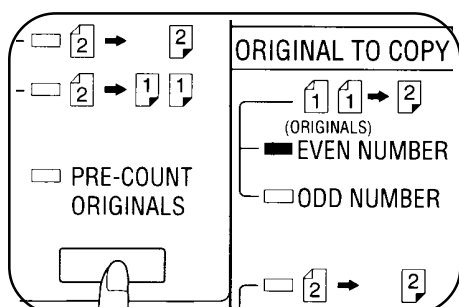 2 → 2
2 → 1 1
PRE-COUNT
ORIGINALS
ORIGINAL TO COPY
1 1 → 2
(ORIGINALS)
EVEN NUMBER
ODD NUMBER
2 → 2